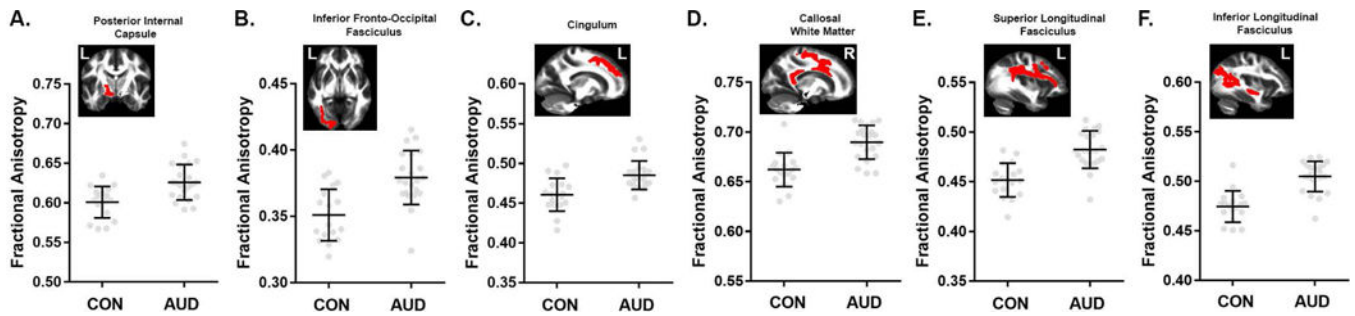 A.
Posterior Internal
Capsule
L
Fractional Anisotropy
0.75
0.70
0.65
0.60
0.55
0.50
CON
AUD
B.
Inferior Fronto-Occipital
Fasciculus
L
Fractional Anisotropy
0.45
0.40
0.35
0.30
CON
AUD
C.
Cingulum
L
Fractional Anisotropy
0.60
0.55
0.50
0.45
0.40
0.35
CON
AUD
D.
Callosal
White Matter
R
Fractional Anisotropy
0.75
0.70
0.65
0.60
0.55
CON
AUD
E.
Superior Longitudinal
Fasciculus
L
Fractional Anisotropy
0.55
0.50
0.45
0.40
0.35
CON
AUD
F.
Inferior Longitudinal
Fasciculus
L
Fractional Anisotropy
0.60
0.55
0.50
0.45
0.40
CON
AUD